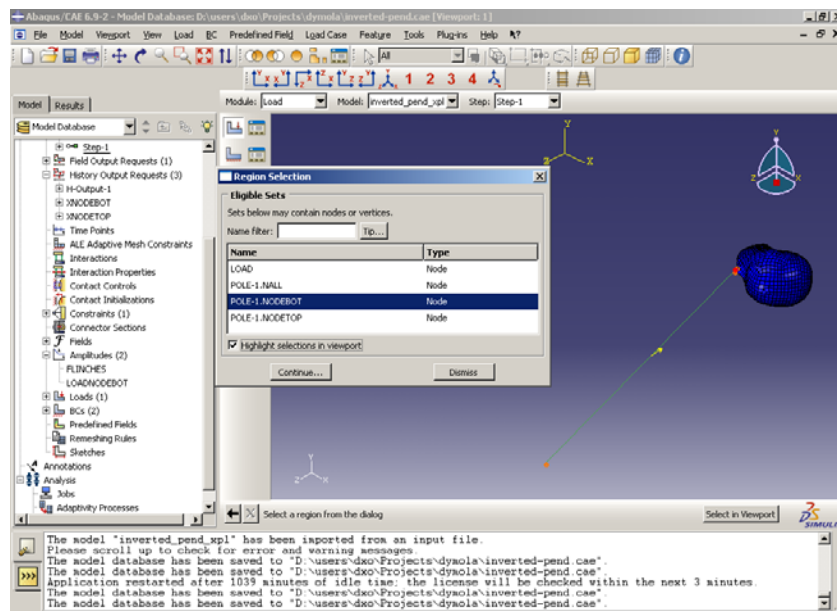 Abaqus/CAE 6.9-2 - Model Database: D:\users\dxo\Projects\dymola\inverted-pend.cae [Viewport: 1]
File Model Viewport View Load BC Predefined Field Load Case Feature Tools Plug-ins Help
All
1 2 3 4
Model Results
Module: Load Model: inverted_pend_xpl Step: Step-1
Model Database
Step-1
Field Output Requests (1)
History Output Requests (3)
H-Output-1
XNODEBOT
XNODETOP
Time Points
ALE Adaptive Mesh Constraints
Interactions
Interaction Properties
Contact Controls
Contact Initializations
Constraints (1)
Connector Sections
Fields
Amplitudes (2)
FLINCHES
LOADNODEBOT
Loads (1)
BCs (2)
Predefined Fields
Remeshing Rules
Sketches
Annotations
Analysis
Jobs
Adaptivity Processes
Region Selection
Eligible Sets
Sets below may contain nodes or vertices.
Name filter: Tip...
Name Type
LOAD Node
POLE-1.NALL Node
POLE-1.NODEBOT Node
POLE-1.NODETOP Node
Highlight selections in viewport
Continue... Dismiss
Y
Z X
Y
Z X
Y
Z X
Select a region from the dialog
Select in Viewport
SIMULIA
The model "inverted_pend_xpl" has been imported from an input file.
Please scroll up to check for error and warning messages.
The model database has been saved to "D:\users\dxo\Projects\dymola\inverted-pend.cae".
The model database has been saved to "D:\users\dxo\Projects\dymola\inverted-pend.cae".
Application restarted after 1039 minutes of idle time; the license will be checked within the next 3 minutes.
The model database has been saved to "D:\users\dxo\Projects\dymola\inverted-pend.cae".
The model database has been saved to "D:\users\dxo\Projects\dymola\inverted-pend.cae".